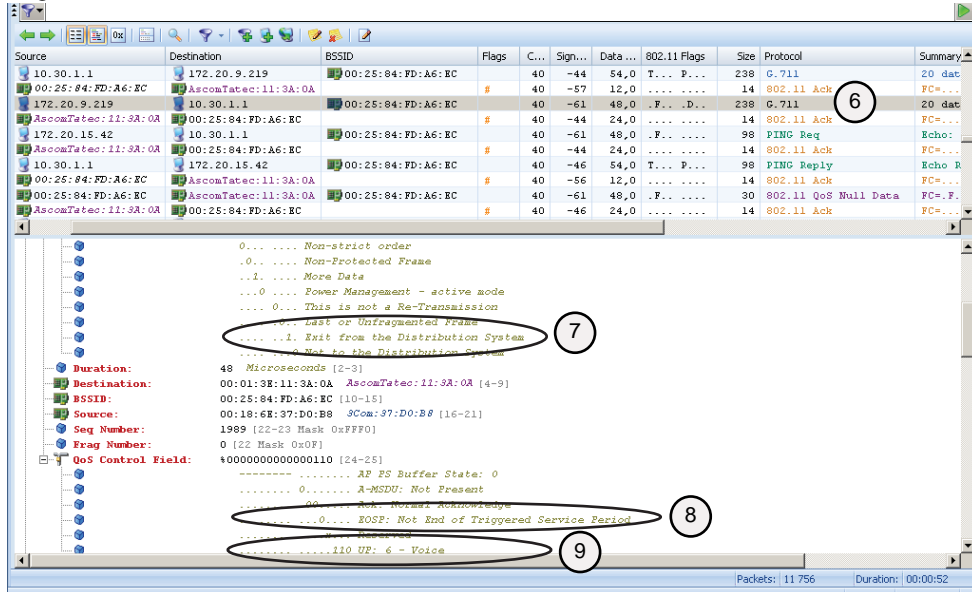 0x
Source Destination BSSID Flags C... Sign... Data ... 802.11 Flags Size Protocol Summary
10.30.1.1 172.20.9.219 00:25:84:FD:A6:EC 40 -44 54,0 T... P... 238 G.711 20 dat
00:25:84:FD:A6:EC AscomTatec:11:3A:0A # 40 -57 12,0 .... .... 14 802.11 Ack FC=...
172.20.9.219 10.30.1.1 00:25:84:FD:A6:EC 40 -61 48,0 .F.. .D.. 238 G.711 20 dat
6
AscomTatec:11:3A:0A 00:25:84:FD:A6:EC # 40 -44 24,0 .... .... 14 802.11 Ack FC=...
172.20.15.42 10.30.1.1 00:25:84:FD:A6:EC 40 -61 48,0 .F.. .... 98 PING Req Echo:
AscomTatec:11:3A:0A 00:25:84:FD:A6:EC # 40 -44 24,0 .... .... 14 802.11 Ack FC=...
10.30.1.1 172.20.15.42 00:25:84:FD:A6:EC 40 -46 54,0 T... P... 98 PING Reply Echo R
00:25:84:FD:A6:EC AscomTatec:11:3A:0A # 40 -56 12,0 .... .... 14 802.11 Ack FC=...
00:25:84:FD:A6:EC AscomTatec:11:3A:0A 00:25:84:FD:A6:EC 40 -61 48,0 .F.. .... 30 802.11 QoS Null Data FC=.F.
AscomTatec:11:3A:0A 00:25:84:FD:A6:EC # 40 -46 24,0 .... .... 14 802.11 Ack FC=...
0... .... Non-strict order
.0.. .... Non-Protected Frame
..1. .... More Data
...0 .... Power Management - active mode
.... 0... This is not a Re-Transmission
.... .0.. Last or Unfragmented Frame
.... ..1. Exit from the Distribution System
7
.... ...0 Not to the Distribution System
Duration: 48 Microseconds [2-3]
Destination: 00:01:3E:11:3A:0A AscomTatec:11:3A:0A [4-9]
BSSID: 00:25:84:FD:A6:EC [10-15]
Source: 00:18:6E:37:D0:B8 3Com:37:D0:B8 [16-21]
Seq Number: 1989 [22-23 Mask 0xFFF0]
Frag Number: 0 [22 Mask 0x0F]
QoS Control Field: %0000000000000110 [24-25]
-------- ........ AP PS Buffer State: 0
........ 0....... A-MSDU: Not Present
........ .00..... Ack: Normal Acknowledge
........ ...0.... EOSP: Not End of Triggered Service Period
8
Reserved
........ .....110 UP: 6 - Voice
9
Packets: 11 756 Duration: 00:00:52